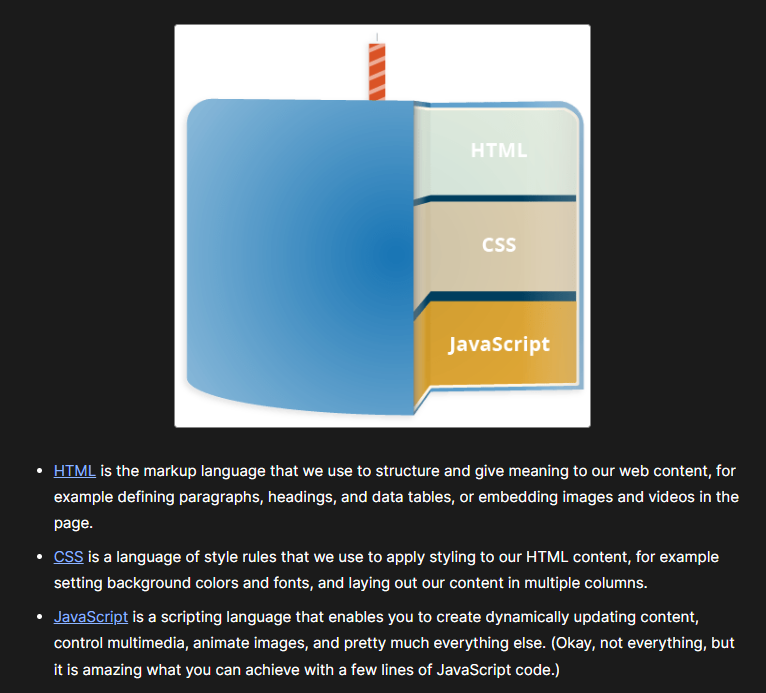 HTML
CSS
JavaScript
• HTML is the markup language that we use to structure and give meaning to our web content, for
example defining paragraphs, headings, and data tables, or embedding images and videos in the
page.
• CSS is a language of style rules that we use to apply styling to our HTML content, for example
setting background colors and fonts, and laying out our content in multiple columns.
• JavaScript is a scripting language that enables you to create dynamically updating content,
control multimedia, animate images, and pretty much everything else. (Okay, not everything, but
it is amazing what you can achieve with a few lines of JavaScript code.)